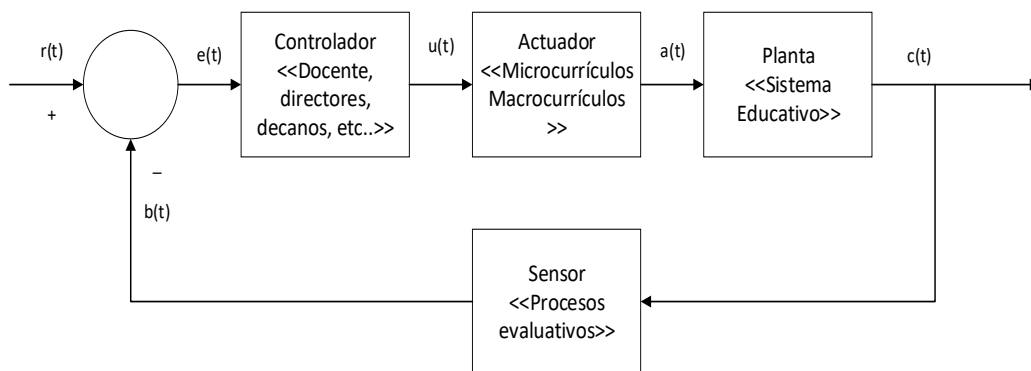 r(t)
+
e(t)
Controlador
<<Docente,
directores,
decanos, etc..>>
u(t)
Actuador
<<Microcurrículos
Macrocurrículos
>>
a(t)
Planta
<<Sistema
Educativo>>
c(t)
–
b(t)
Sensor
<<Procesos
evaluativos>>